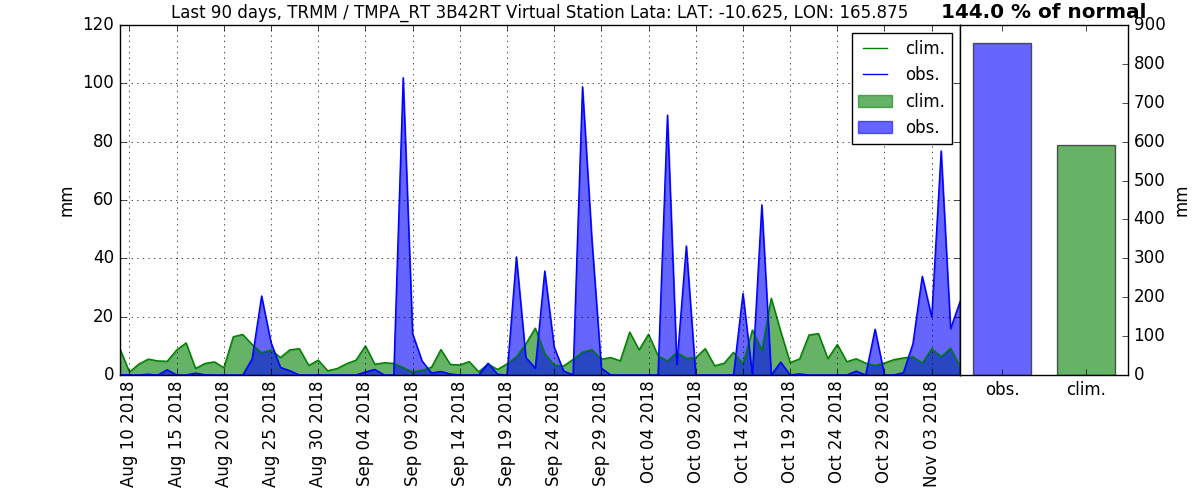 Last 90 days, TRMM / TMPA_RT 3B42RT Virtual Station Lata: LAT: -10.625, LON: 165.875
144.0 % of normal
120
100
80
60
40
20
0
mm
clim.
obs.
clim.
obs.
900
800
700
600
500
400
300
200
100
0
mm
Aug 10 2018
Aug 15 2018
Aug 20 2018
Aug 25 2018
Aug 30 2018
Sep 04 2018
Sep 09 2018
Sep 14 2018
Sep 19 2018
Sep 24 2018
Sep 29 2018
Oct 04 2018
Oct 09 2018
Oct 14 2018
Oct 19 2018
Oct 24 2018
Oct 29 2018
Nov 03 2018
obs.
clim.